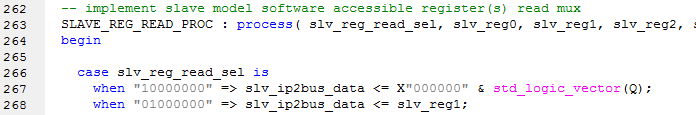 262 -- implement slave model software accessible register(s) read mux
263 SLAVE_REG_READ_PROC : process( slv_reg_read_sel, slv_reg0, slv_reg1, slv_reg2,
264 begin
265
266 case slv_reg_read_sel is
267 when "10000000" => slv_ip2bus_data <= X"000000" & std_logic_vector(Q);
268 when "01000000" => slv_ip2bus_data <= slv_reg1;